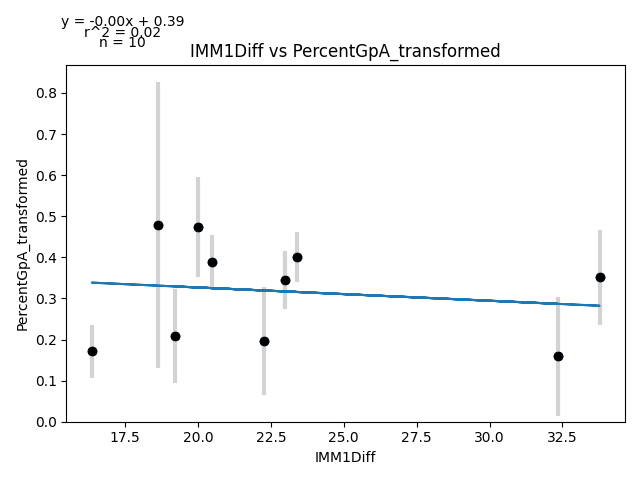 y = -0.00x + 0.39
r^2 = 0.02
n = 10
IMM1Diff vs PercentGpA_transformed
PercentGpA_transformed
0.8
0.7
0.6
0.5
0.4
0.3
0.2
0.1
0.0
17.5 20.0 22.5 25.0 27.5 30.0 32.5
IMM1Diff